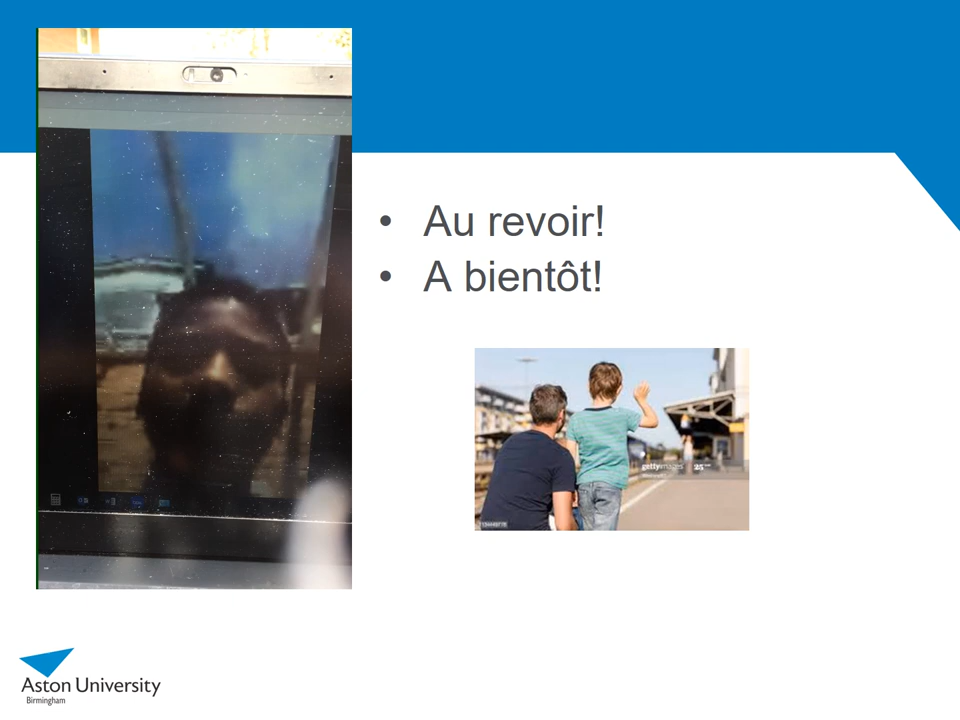 • Au revoir!
• A bientôt!
gettyimages
Aston University
Birmingham